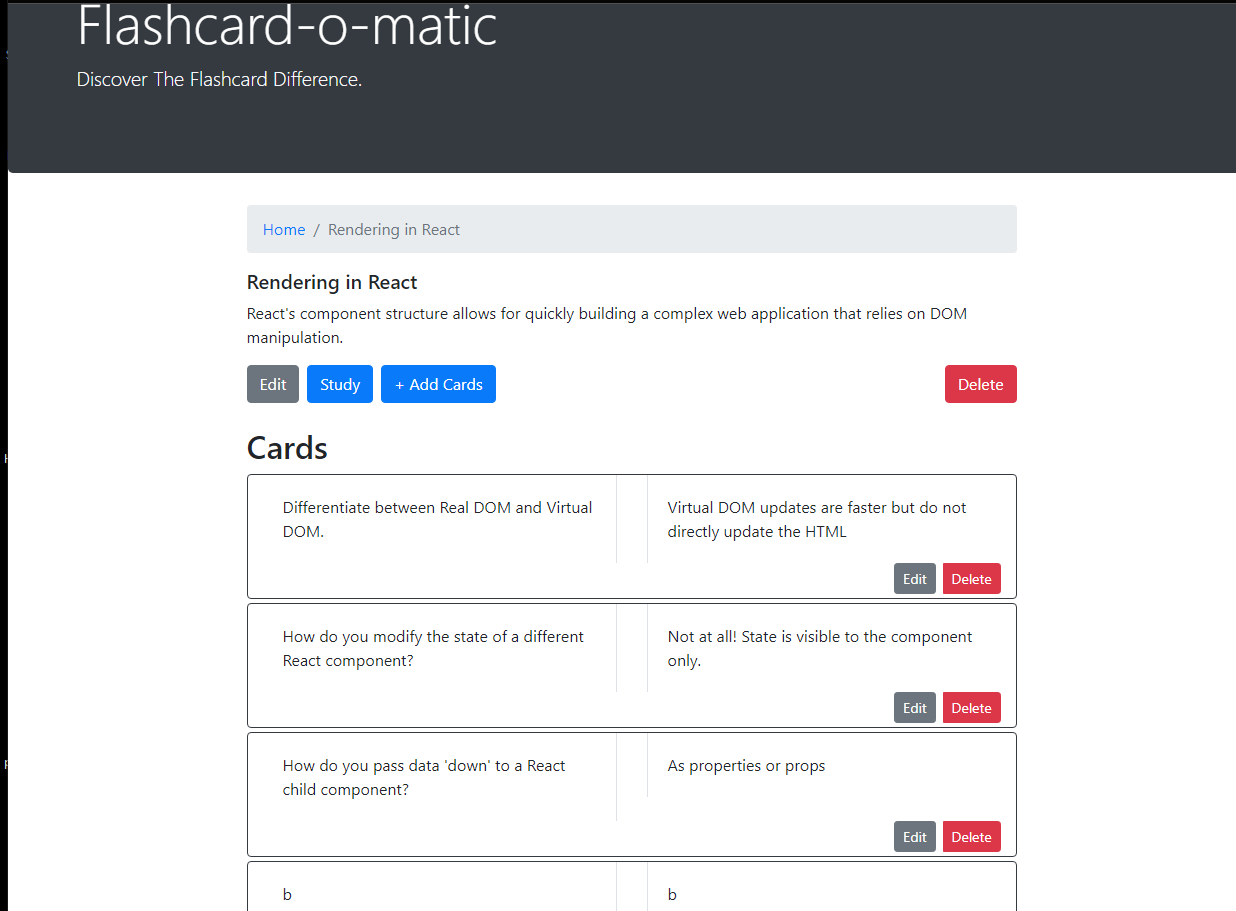 Flashcard-o-matic
Discover The Flashcard Difference.
Home / Rendering in React
Rendering in React
React's component structure allows for quickly building a complex web application that relies on DOM
manipulation.
Edit Study + Add Cards Delete
Cards
Differentiate between Real DOM and Virtual
DOM.
Virtual DOM updates are faster but do not
directly update the HTML
Edit Delete
How do you modify the state of a different
React component?
Not at all! State is visible to the component
only.
Edit Delete
How do you pass data 'down' to a React
child component?
As properties or props
Edit Delete
b
b